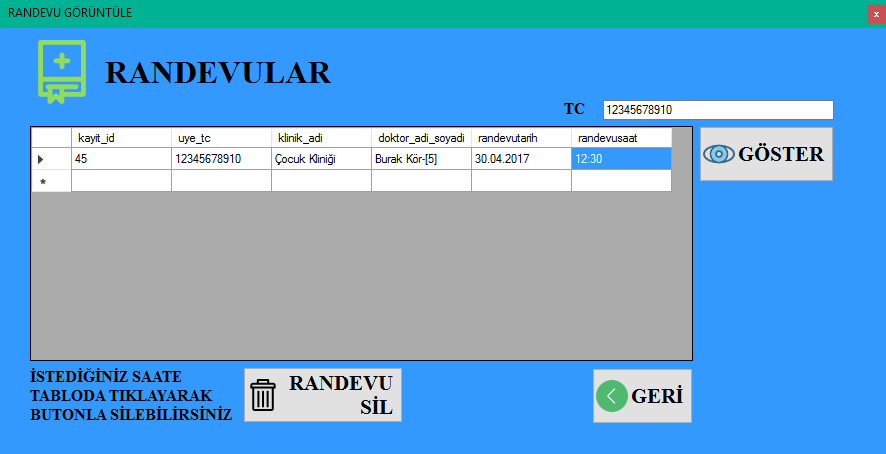 RANDEVU GÖRÜNTÜLE
x
RANDEVULAR
TC 12345678910
kayit_id uye_tc klinik_adi doktor_adi_soyadi randevutarih randevusaat
45 12345678910 Çocuk Kliniği Burak Kör-[5] 30.04.2017 12:30
GÖSTER
İSTEDİĞİNİZ SAATE
TABLODA TIKLAYARAK
BUTONLA SİLEBİLİRSİNİZ
RANDEVU
SİL
GERİ